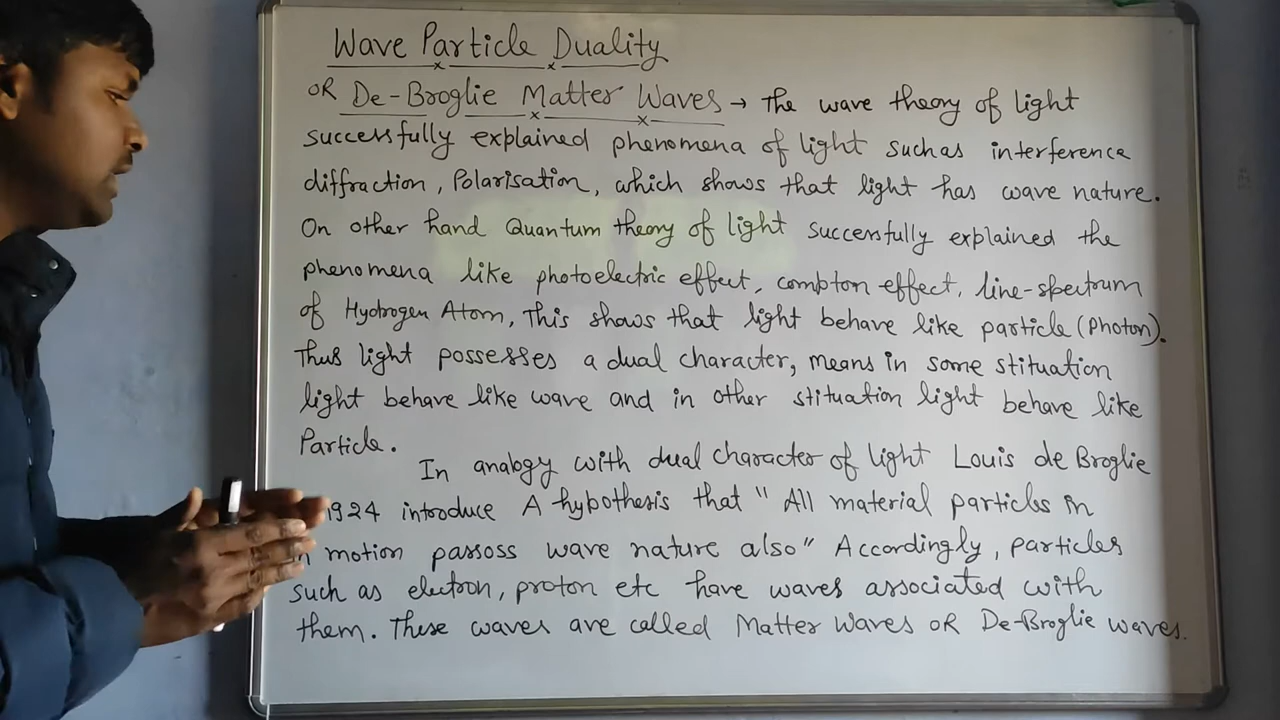 Wave Particle Duality
OR De-Broglie Matter Waves → The wave theory of light
successfully explained phenomena of light suchas interference
diffraction, Polarisation, which shows that light has wave nature.
On other hand Quantum theory of light successfully explained the
phenomena like photoelectric effect, compton effect, line-spectrum
of Hydrogen Atom, This shows that light behave like particle (Photon).
Thus light possesses a dual character, means in some stituation
light behave like wave and in other stituation light behave like
Particle.
In analogy with dual character of light Louis de Broglie
1924 introduce A hypothesis that " All material particles in
motion passoss wave nature also" Accordingly, particles
such as electron, proton etc have waves associated with
them. These waves are called Matter Waves OR De-Broglie waves.